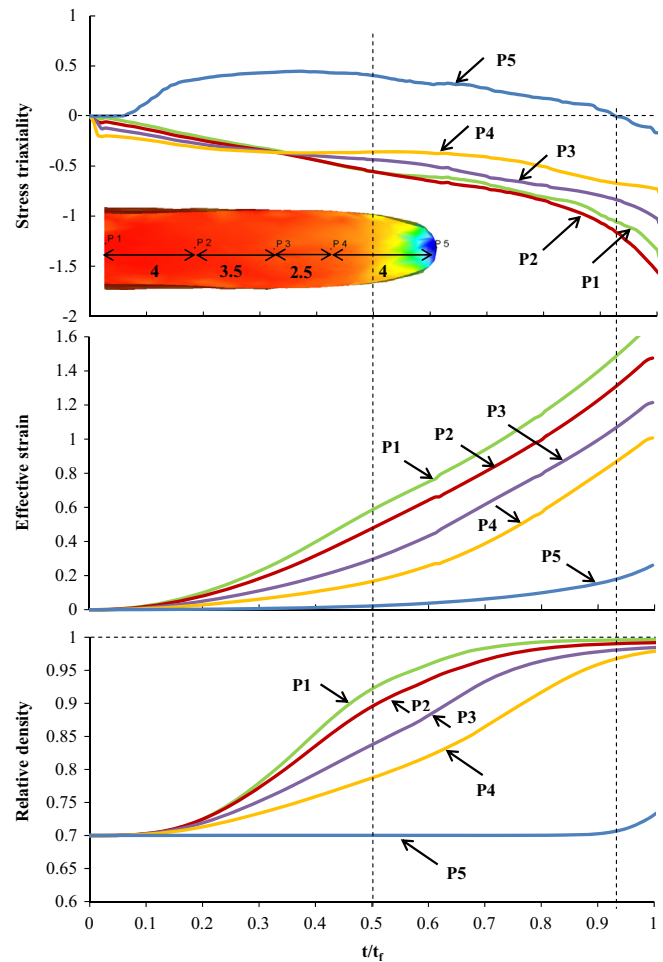 1
0.5
0
-0.5
-1
-1.5
-2
Stress triaxiality
P5
P4
P3
P2
P1
P 1
P 2
P 3
P 4
P 5
4
3.5
2.5
4
1.6
1.4
1.2
1
0.8
0.6
0.4
0.2
0
Effective strain
P1
P2
P3
P4
P5
1
0.95
0.9
0.85
0.8
0.75
0.7
0.65
0.6
Relative density
P1
P2
P3
P4
P5
0 0.1 0.2 0.3 0.4 0.5 0.6 0.7 0.8 0.9 1
t/tf